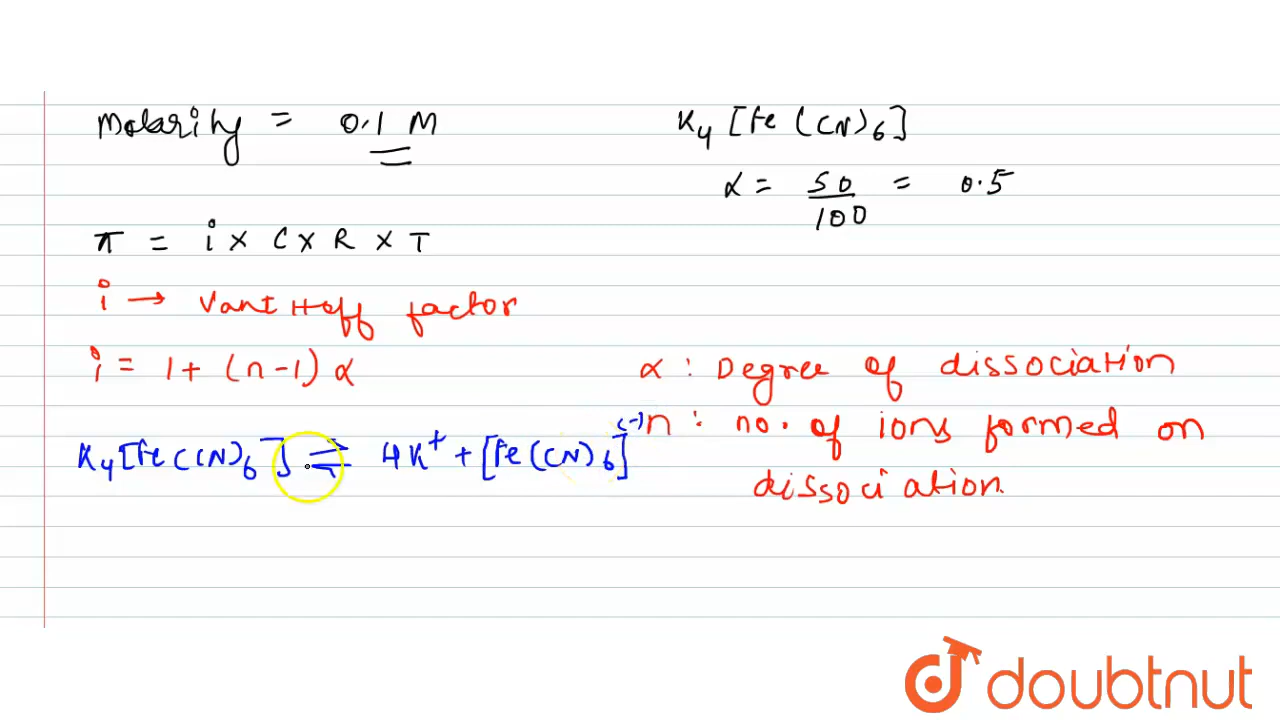 Molarity = 0.1 M
K4 [Fe (CN)6]
α = 50/100 = 0.5
π = i × C × R × T
i → Vant Hoff factor
i = 1 + (n-1) α
α : Degree of dissociation
n : no. of ions formed on
dissociation
K4 [Fe (CN)6] ⇌ 4K+ + [Fe (CN)6](-)
doubtnut